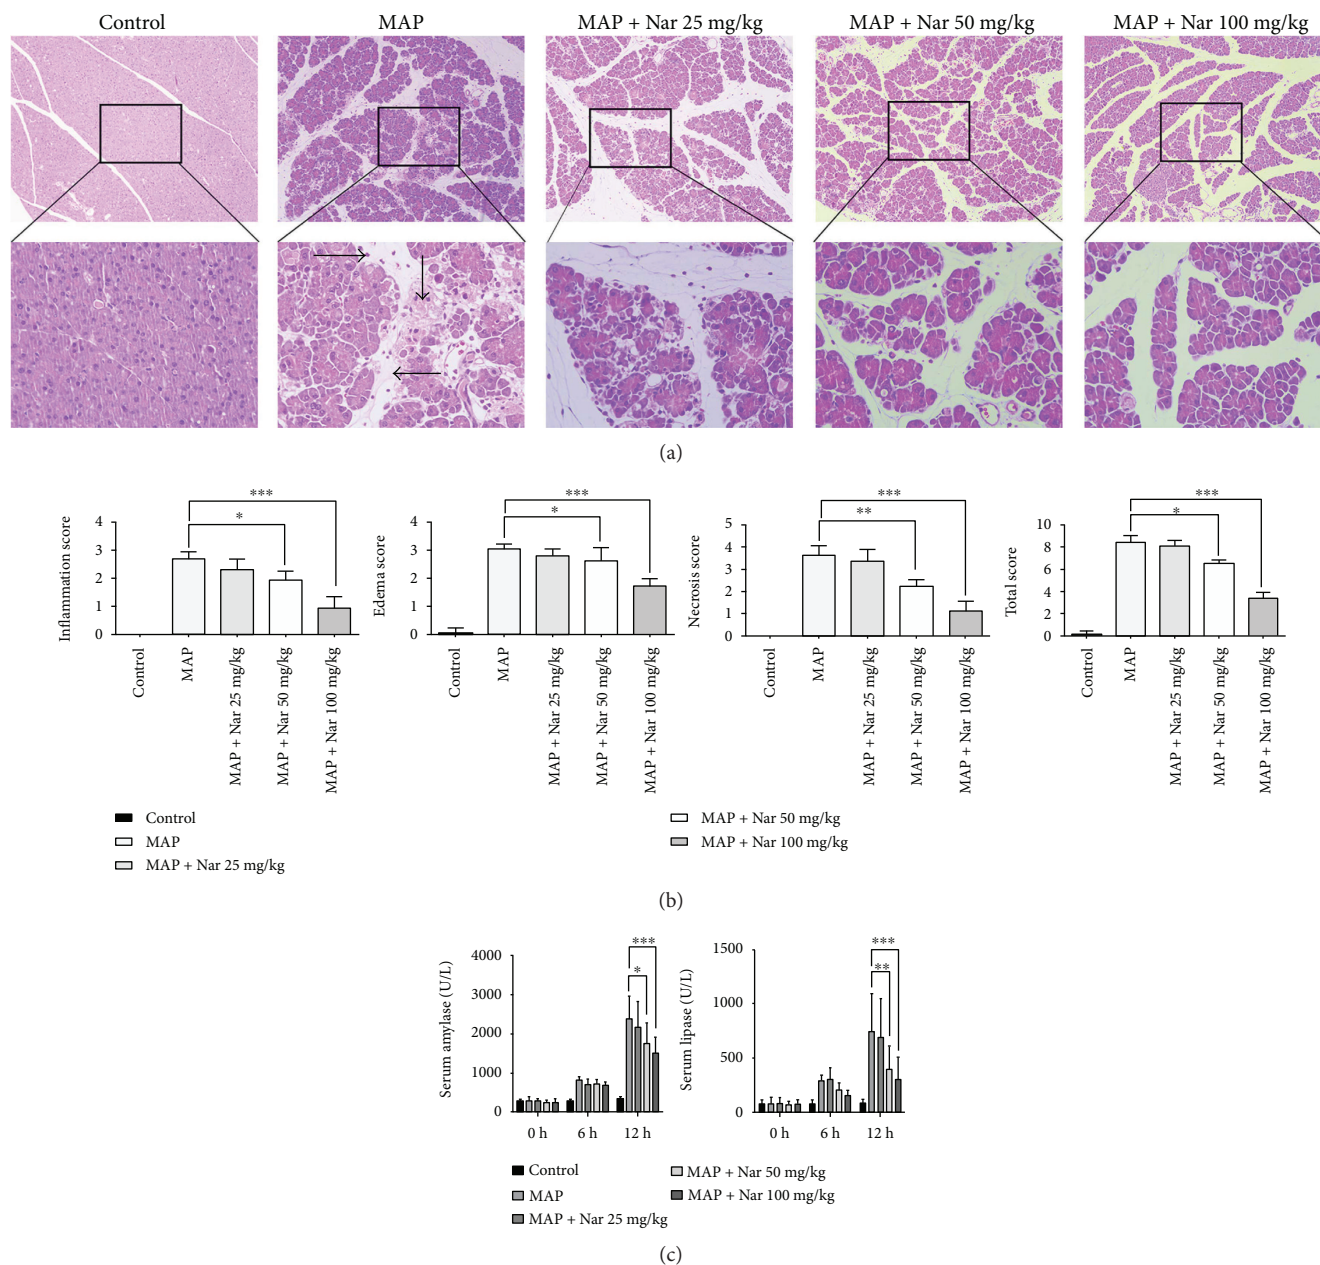 Control MAP MAP + Nar 25 mg/kg MAP + Nar 50 mg/kg MAP + Nar 100 mg/kg
(a)
Inflammation score
4
3
2
1
0
***
*
Control
MAP
MAP + Nar 25 mg/kg
MAP + Nar 50 mg/kg
MAP + Nar 100 mg/kg
Edema score
4
3
2
1
0
***
*
Control
MAP
MAP + Nar 25 mg/kg
MAP + Nar 50 mg/kg
MAP + Nar 100 mg/kg
Necrosis score
5
4
3
2
1
0
***
**
Control
MAP
MAP + Nar 25 mg/kg
MAP + Nar 50 mg/kg
MAP + Nar 100 mg/kg
Total score
10
8
6
4
2
0
***
*
Control
MAP
MAP + Nar 25 mg/kg
MAP + Nar 50 mg/kg
MAP + Nar 100 mg/kg
Control
MAP
MAP + Nar 25 mg/kg
MAP + Nar 50 mg/kg
MAP + Nar 100 mg/kg
(b)
Serum amylase (U/L)
4000
3000
2000
1000
0
***
*
0 h 6 h 12 h
Serum lipase (U/L)
1500
1000
500
0
***
**
0 h 6 h 12 h
Control
MAP
MAP + Nar 25 mg/kg
MAP + Nar 50 mg/kg
MAP + Nar 100 mg/kg
(c)